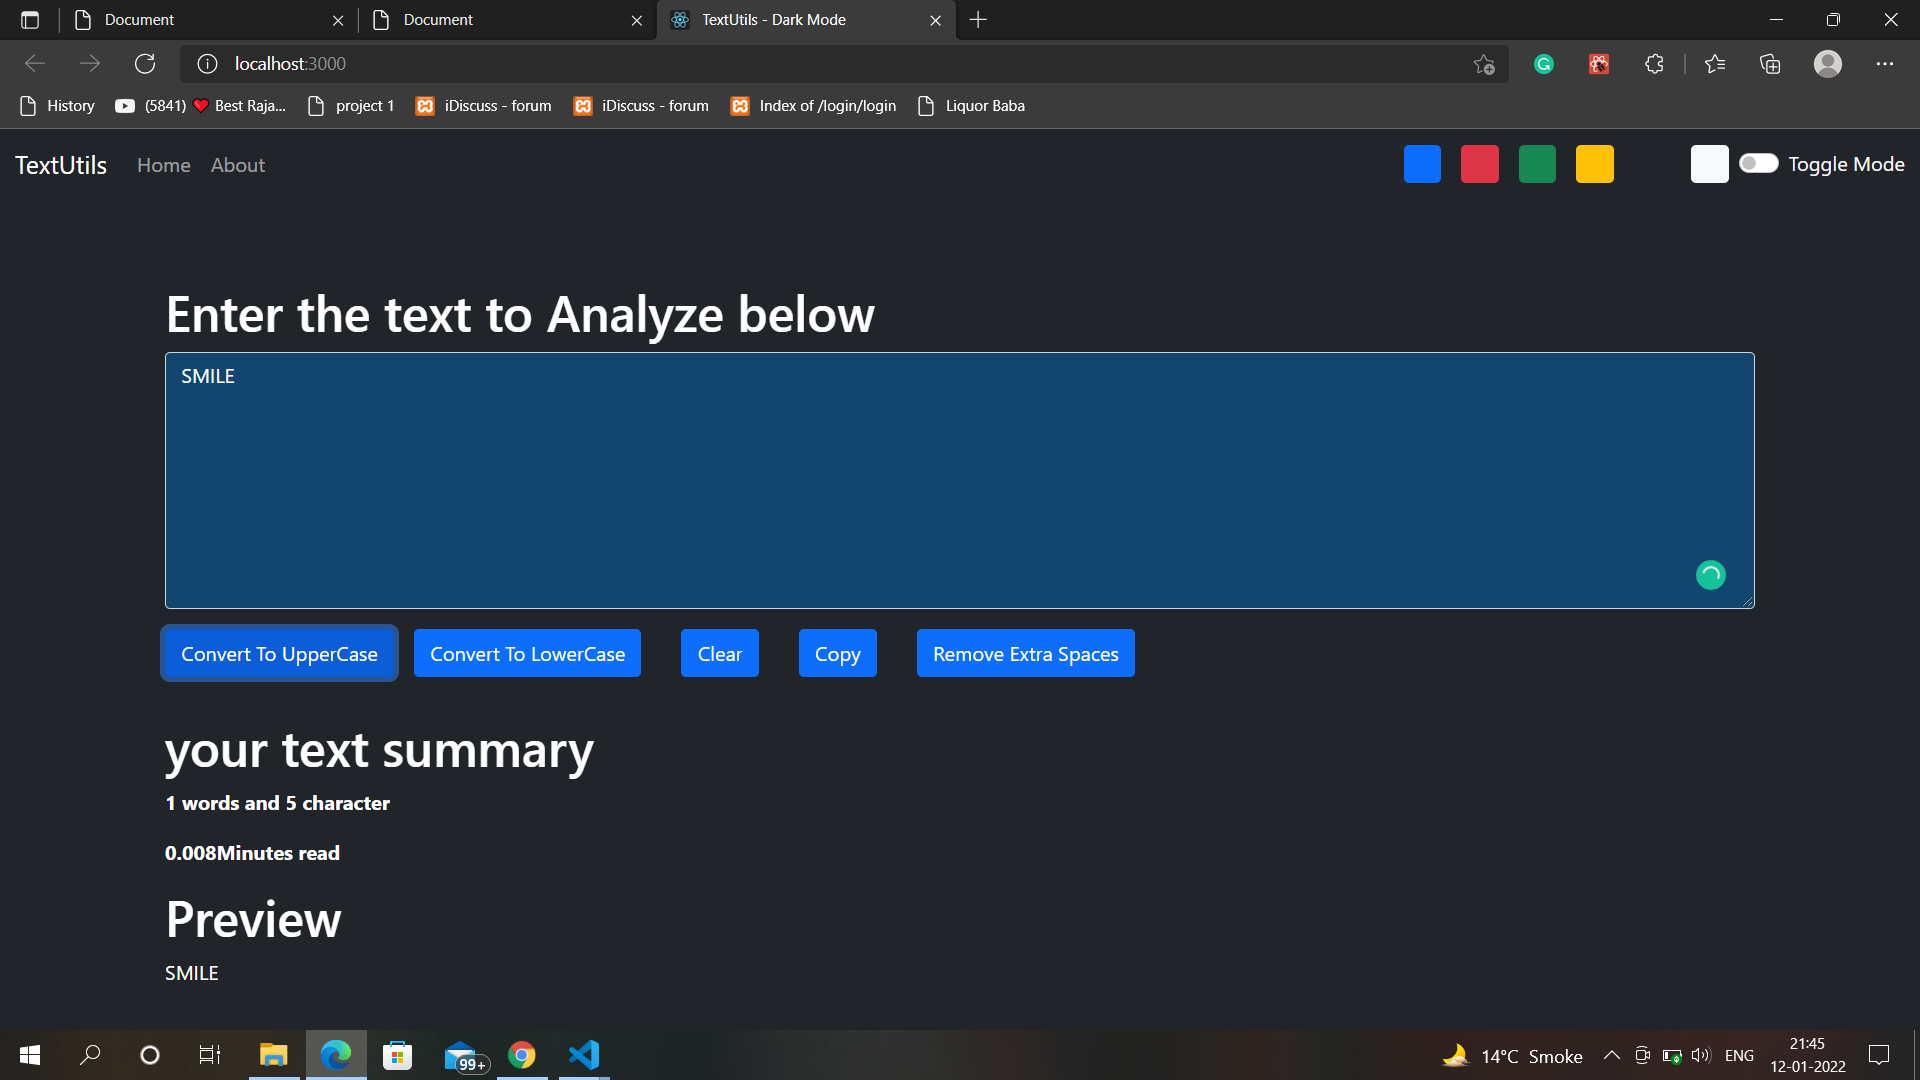 Document
Document
TextUtils - Dark Mode
localhost:3000
History
(5841) ❤ Best Raja...
project 1
iDiscuss - forum
iDiscuss - forum
Index of /login/login
Liquor Baba
TextUtils
Home
About
Toggle Mode
Enter the text to Analyze below
SMILE
Convert To UpperCase
Convert To LowerCase
Clear
Copy
Remove Extra Spaces
your text summary
1 words and 5 character
0.008Minutes read
Preview
SMILE
99+
14°C Smoke
ENG
21:45
12-01-2022